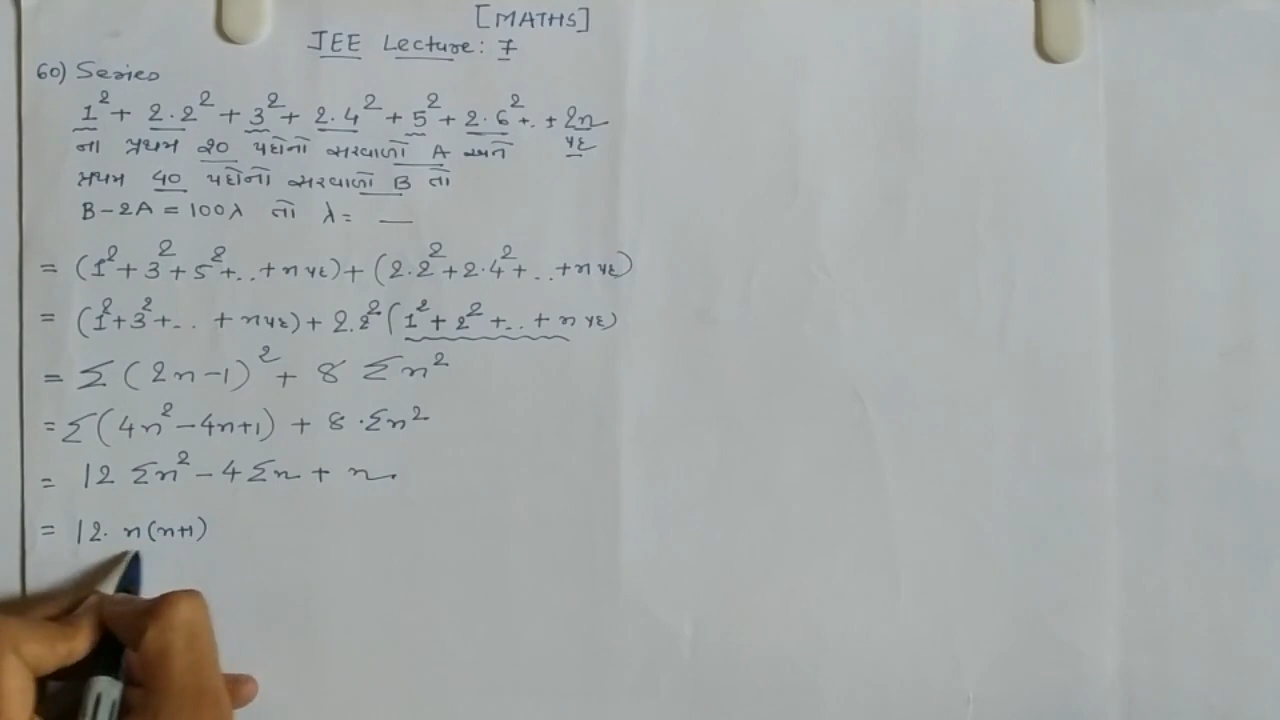 [MATHS]
JEE Lecture: 7
60) Series
1² + 2.2² + 3² + 2.4² + 5² + 2.6² +.. + 2n
ના પ્રથમ 20 પદોનો સરવાળો A અને પદ
પ્રથમ 40 પદોનો સરવાળો B તો
B-2A = 100λ તો λ = __
= (1² + 3² + 5² +... + n પદ) + (2.2² + 2.4² +... + n પદ)
= (1² + 3² +... + n પદ) + 2.2² (1² + 2² +... + n પદ)
= Σ (2n-1)² + 8 Σn²
= Σ(4n² - 4n+1) + 8 · Σn²
= 12 Σn² - 4 Σn + n.
= 12. n(n+1)